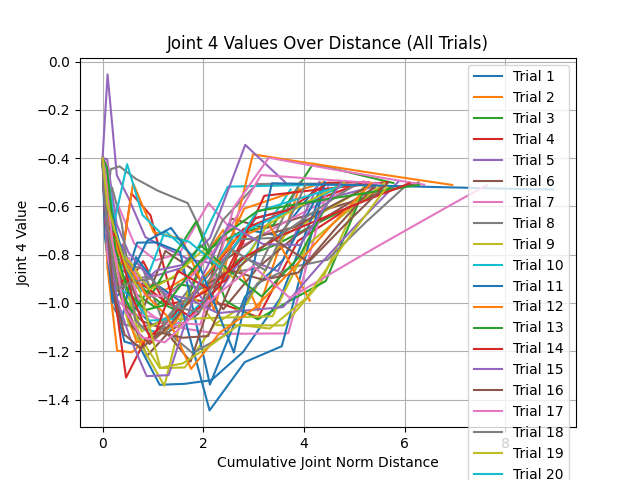 Joint 4 Values Over Distance (All Trials)
Joint 4 Value
0.0
−0.2
−0.4
−0.6
−0.8
−1.0
−1.2
−1.4
0
2
4
6
8
Cumulative Joint Norm Distance
Trial 1
Trial 2
Trial 3
Trial 4
Trial 5
Trial 6
Trial 7
Trial 8
Trial 9
Trial 10
Trial 11
Trial 12
Trial 13
Trial 14
Trial 15
Trial 16
Trial 17
Trial 18
Trial 19
Trial 20